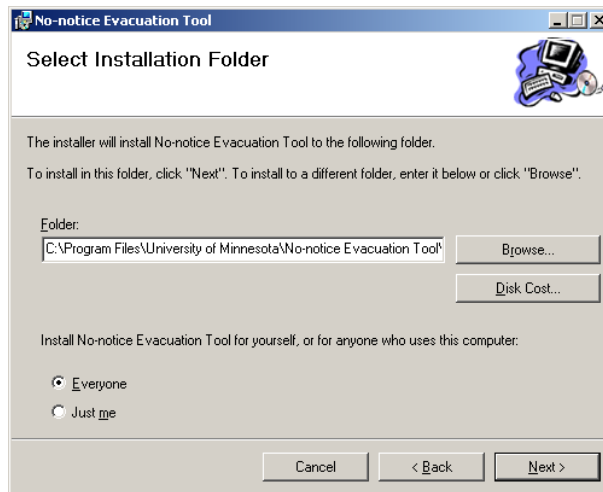 No-notice Evacuation Tool
Select Installation Folder
The installer will install No-notice Evacuation Tool to the following folder.
To install in this folder, click "Next". To install to a different folder, enter it below or click "Browse".
Folder:
C:\Program Files\University of Minnesota\No-notice Evacuation Tool\
Browse...
Disk Cost...
Install No-notice Evacuation Tool for yourself, or for anyone who uses this computer:
Everyone
Just me
Cancel
< Back
Next >